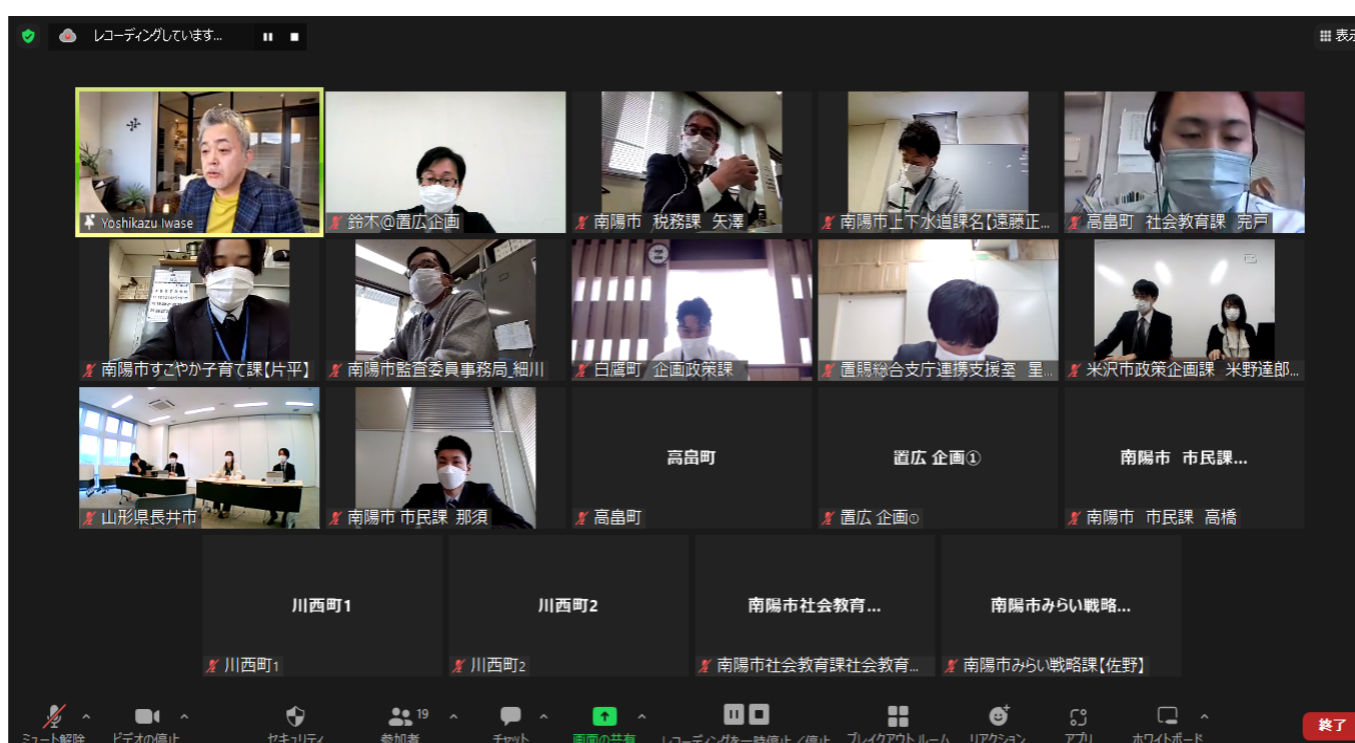 レコーディングしています...
表示
Yoshikazu Iwase
鈴木@置広企画
南陽市 税務課 矢澤
南陽市上下水道課名【遠藤正...
高畠町 社会教育課 宍戸
南陽市すこやか子育て課【片平】
南陽市監査委員事務局_細川
白鷹町 企画政策課
置賜総合支庁連携支援室 星...
米沢市政策企画課 米野達郎...
山形県長井市
南陽市 市民課 那須
高畠町
高畠町
置広 企画①
置広 企画①
南陽市 市民課...
南陽市 市民課 高橋
川西町1
川西町1
川西町2
川西町2
南陽市社会教育...
南陽市社会教育課社会教育...
南陽市みらい戦略...
南陽市みらい戦略課【佐野】
ミュート解除
ビデオの停止
セキュリティ
19
参加者
チャット
画面の共有
レコーディングを一時停止/停止
ブレイクアウトルーム
リアクション
アプリ
ホワイトボード
終了